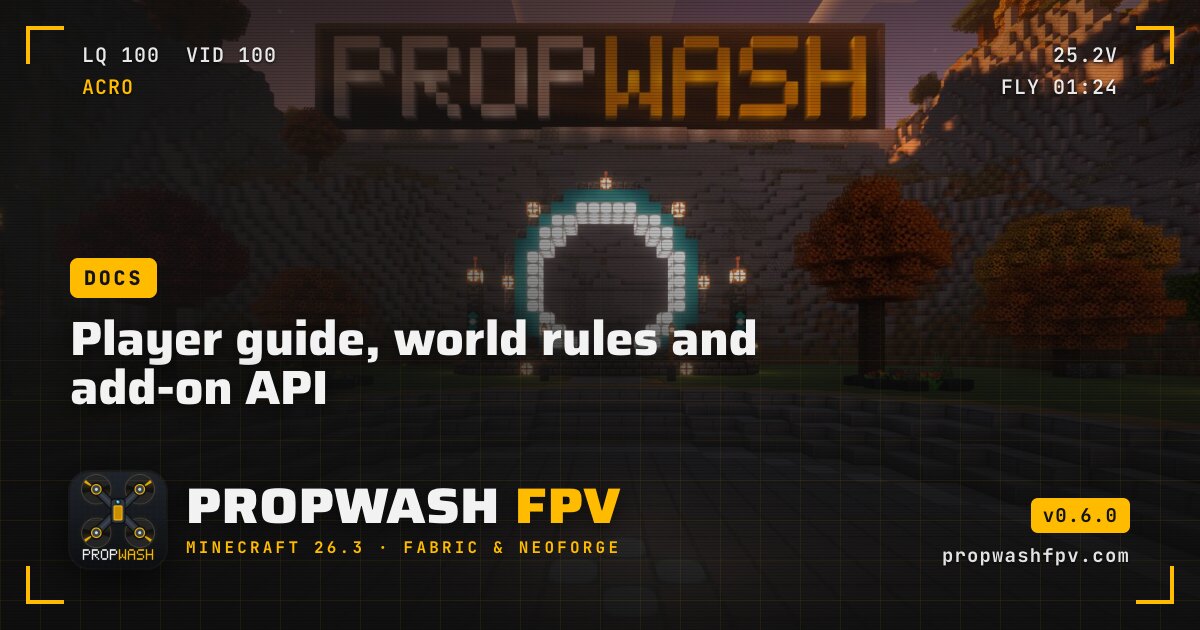 LQ 100 VID 100
ACRO
PROPWASH
25.2V
FLY 01:24
DOCS
Player guide, world rules and
add-on API
PROPWASH
PROPWASH FPV
MINECRAFT 26.3 · FABRIC & NEOFORGE
v0.6.0
propwashfpv.com